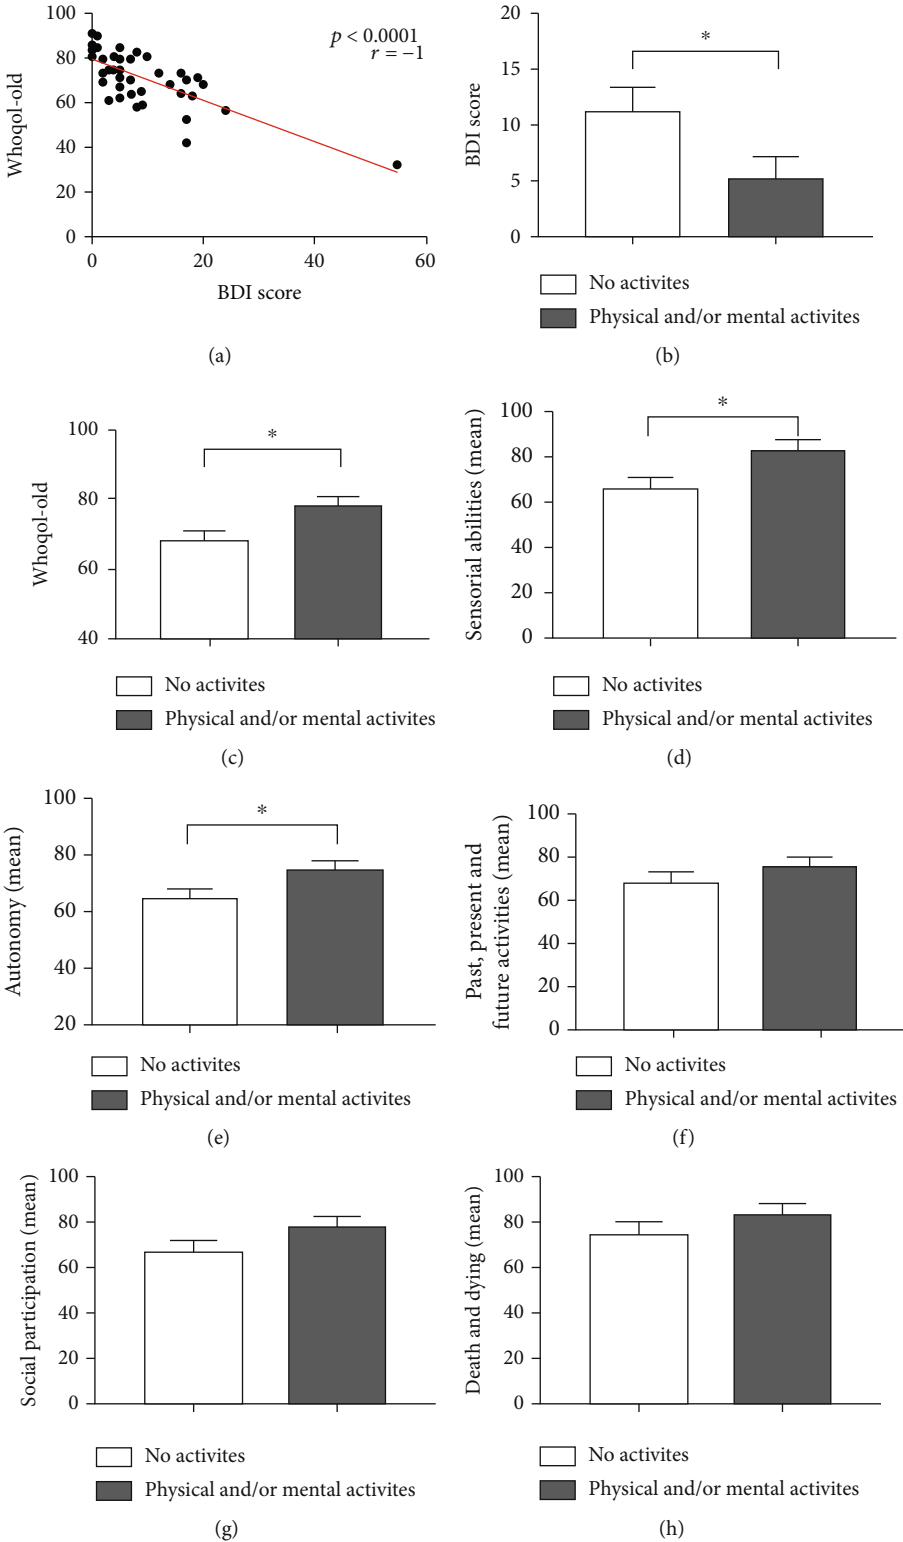 Whoqol-old
100
80
60
40
20
0
p < 0.0001
r = −1
0
20
40
60
BDI score
(a)
BDI score
20
15
10
5
0
*
No activites
Physical and/or mental activites
(b)
Whoqol-old
100
80
60
40
*
No activites
Physical and/or mental activites
(c)
Sensorial abilities (mean)
100
80
60
40
20
0
*
No activites
Physical and/or mental activites
(d)
Autonomy (mean)
100
80
60
40
20
*
No activites
Physical and/or mental activites
(e)
Past, present and
future activities (mean)
100
80
60
40
20
0
No activites
Physical and/or mental activites
(f)
Social participation (mean)
100
80
60
40
20
0
No activites
Physical and/or mental activites
(g)
Death and dying (mean)
100
80
60
40
20
0
No activites
Physical and/or mental activites
(h)